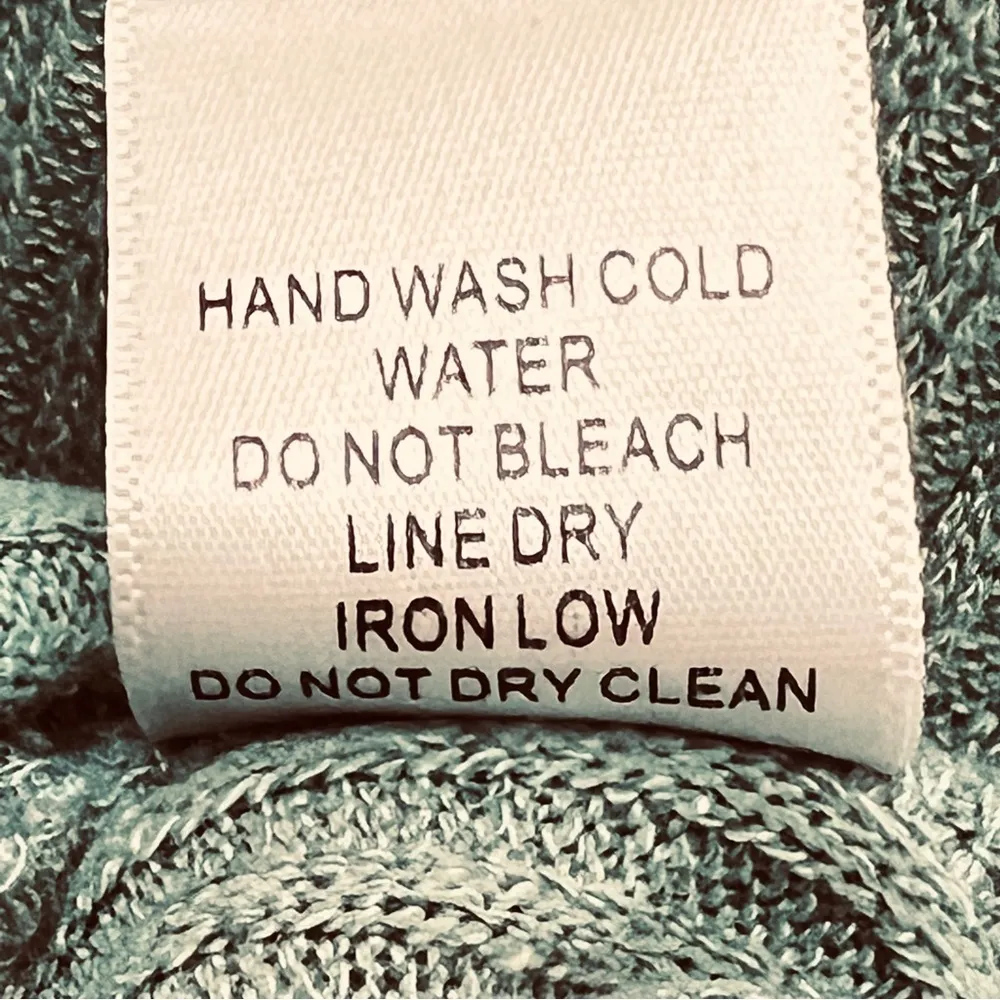 HAND WASH COLD
WATER
DO NOT BLEACH
LINE DRY
IRON LOW
DO NOT DRY CLEAN